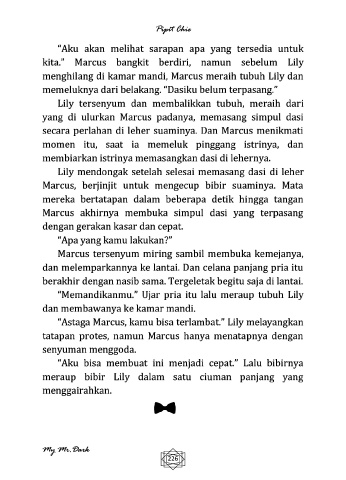 Pipit Chie
“Aku akan melihat sarapan apa yang tersedia untuk
kita.” Marcus bangkit berdiri, namun sebelum Lily
menghilang di kamar mandi, Marcus meraih tubuh Lily dan
memeluknya dari belakang. “Dasiku belum terpasang.”
Lily tersenyum dan membalikkan tubuh, meraih dari
yang di ulurkan Marcus padanya, memasang simpul dasi
secara perlahan di leher suaminya. Dan Marcus menikmati
momen itu, saat ia memeluk pinggang istrinya, dan
membiarkan istrinya memasangkan dasi di lehernya.
Lily mendongak setelah selesai memasang dasi di leher
Marcus, berjinjit untuk mengecup bibir suaminya. Mata
mereka bertatapan dalam beberapa detik hingga tangan
Marcus akhirnya membuka simpul dasi yang terpasang
dengan gerakan kasar dan cepat.
“Apa yang kamu lakukan?”
Marcus tersenyum miring sambil membuka kemejanya,
dan melemparkannya ke lantai. Dan celana panjang pria itu
berakhir dengan nasib sama. Tergeletak begitu saja di lantai.
“Memandikanmu.” Ujar pria itu lalu meraup tubuh Lily
dan membawanya ke kamar mandi.
“Astaga Marcus, kamu bisa terlambat.” Lily melayangkan
tatapan protes, namun Marcus hanya menatapnya dengan
senyuman menggoda.
“Aku bisa membuat ini menjadi cepat.” Lalu bibirnya
meraup bibir Lily dalam satu ciuman panjang yang
menggairahkan.
My Mr. Dark
226